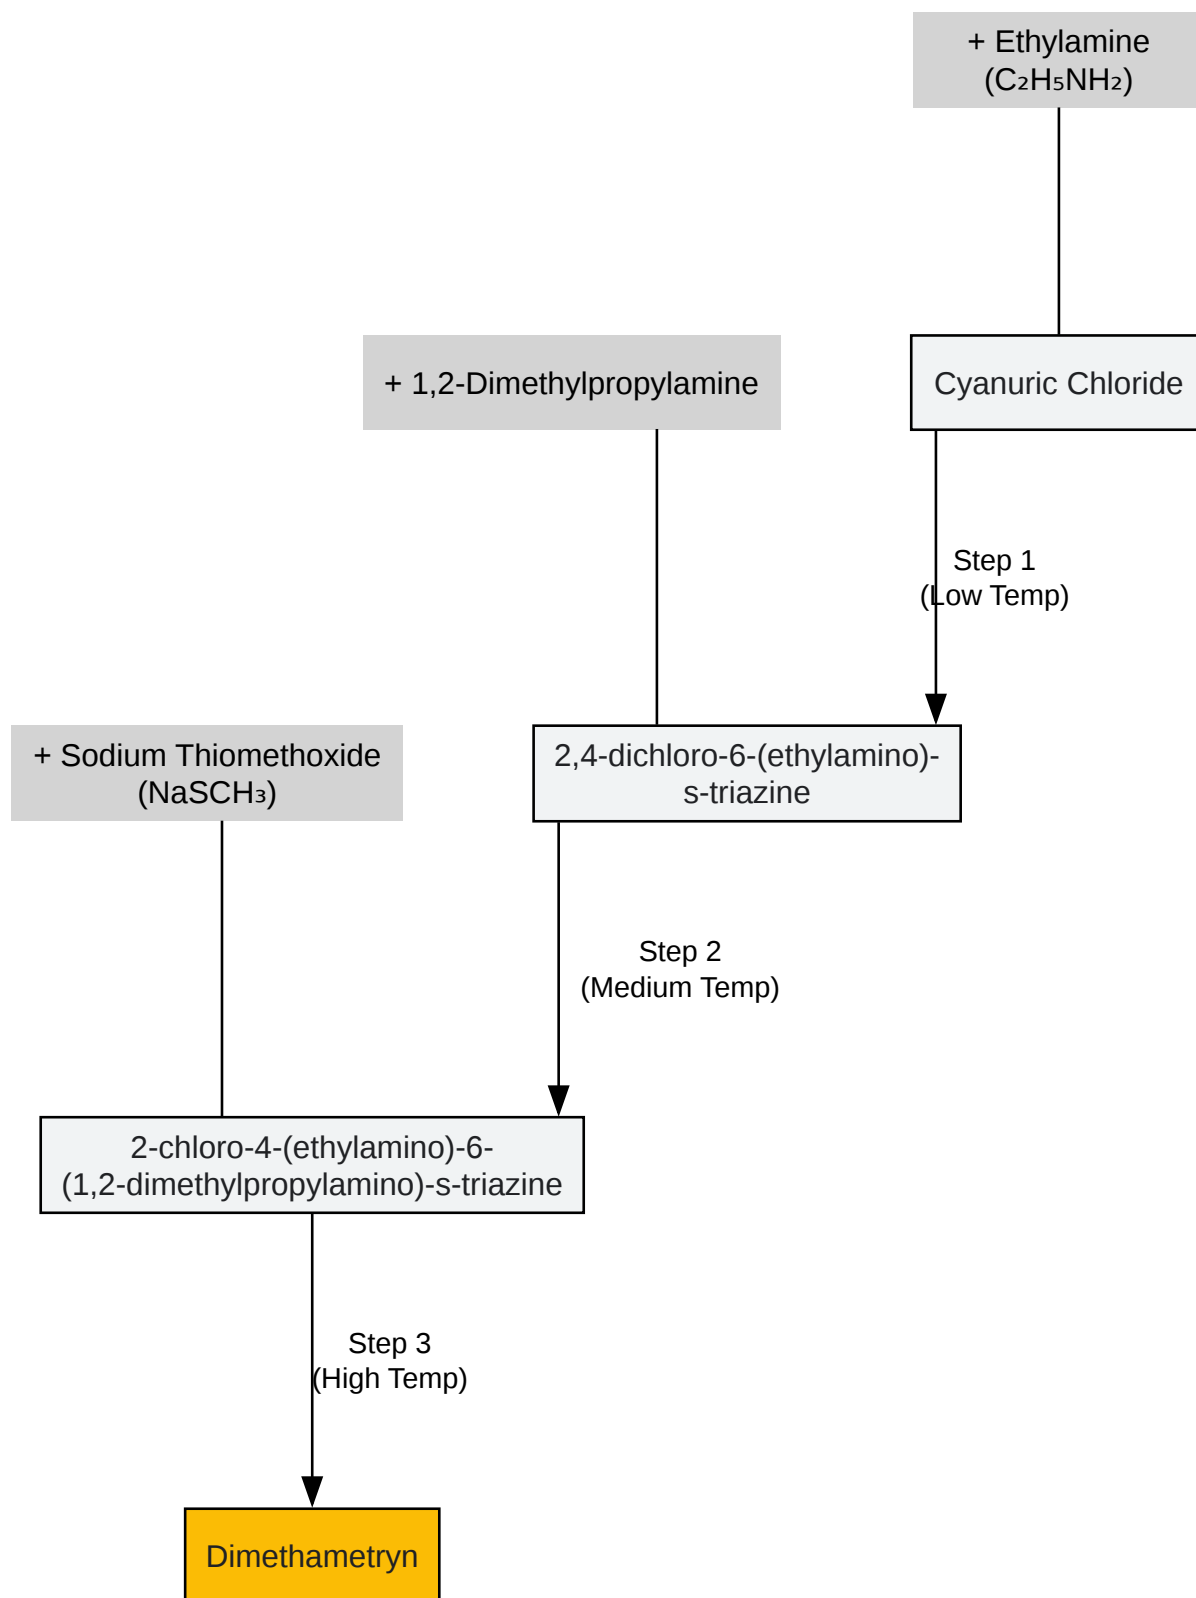 + Ethylamine
(C₂H₅NH₂)
+ 1,2-Dimethylpropylamine
Cyanuric Chloride
Step 1
(Low Temp)
+ Sodium Thiomethoxide
(NaSCH₃)
2,4-dichloro-6-(ethylamino)-
s-triazine
Step 2
(Medium Temp)
2-chloro-4-(ethylamino)-6-
(1,2-dimethylpropylamino)-s-triazine
Step 3
(High Temp)
Dimethametryn